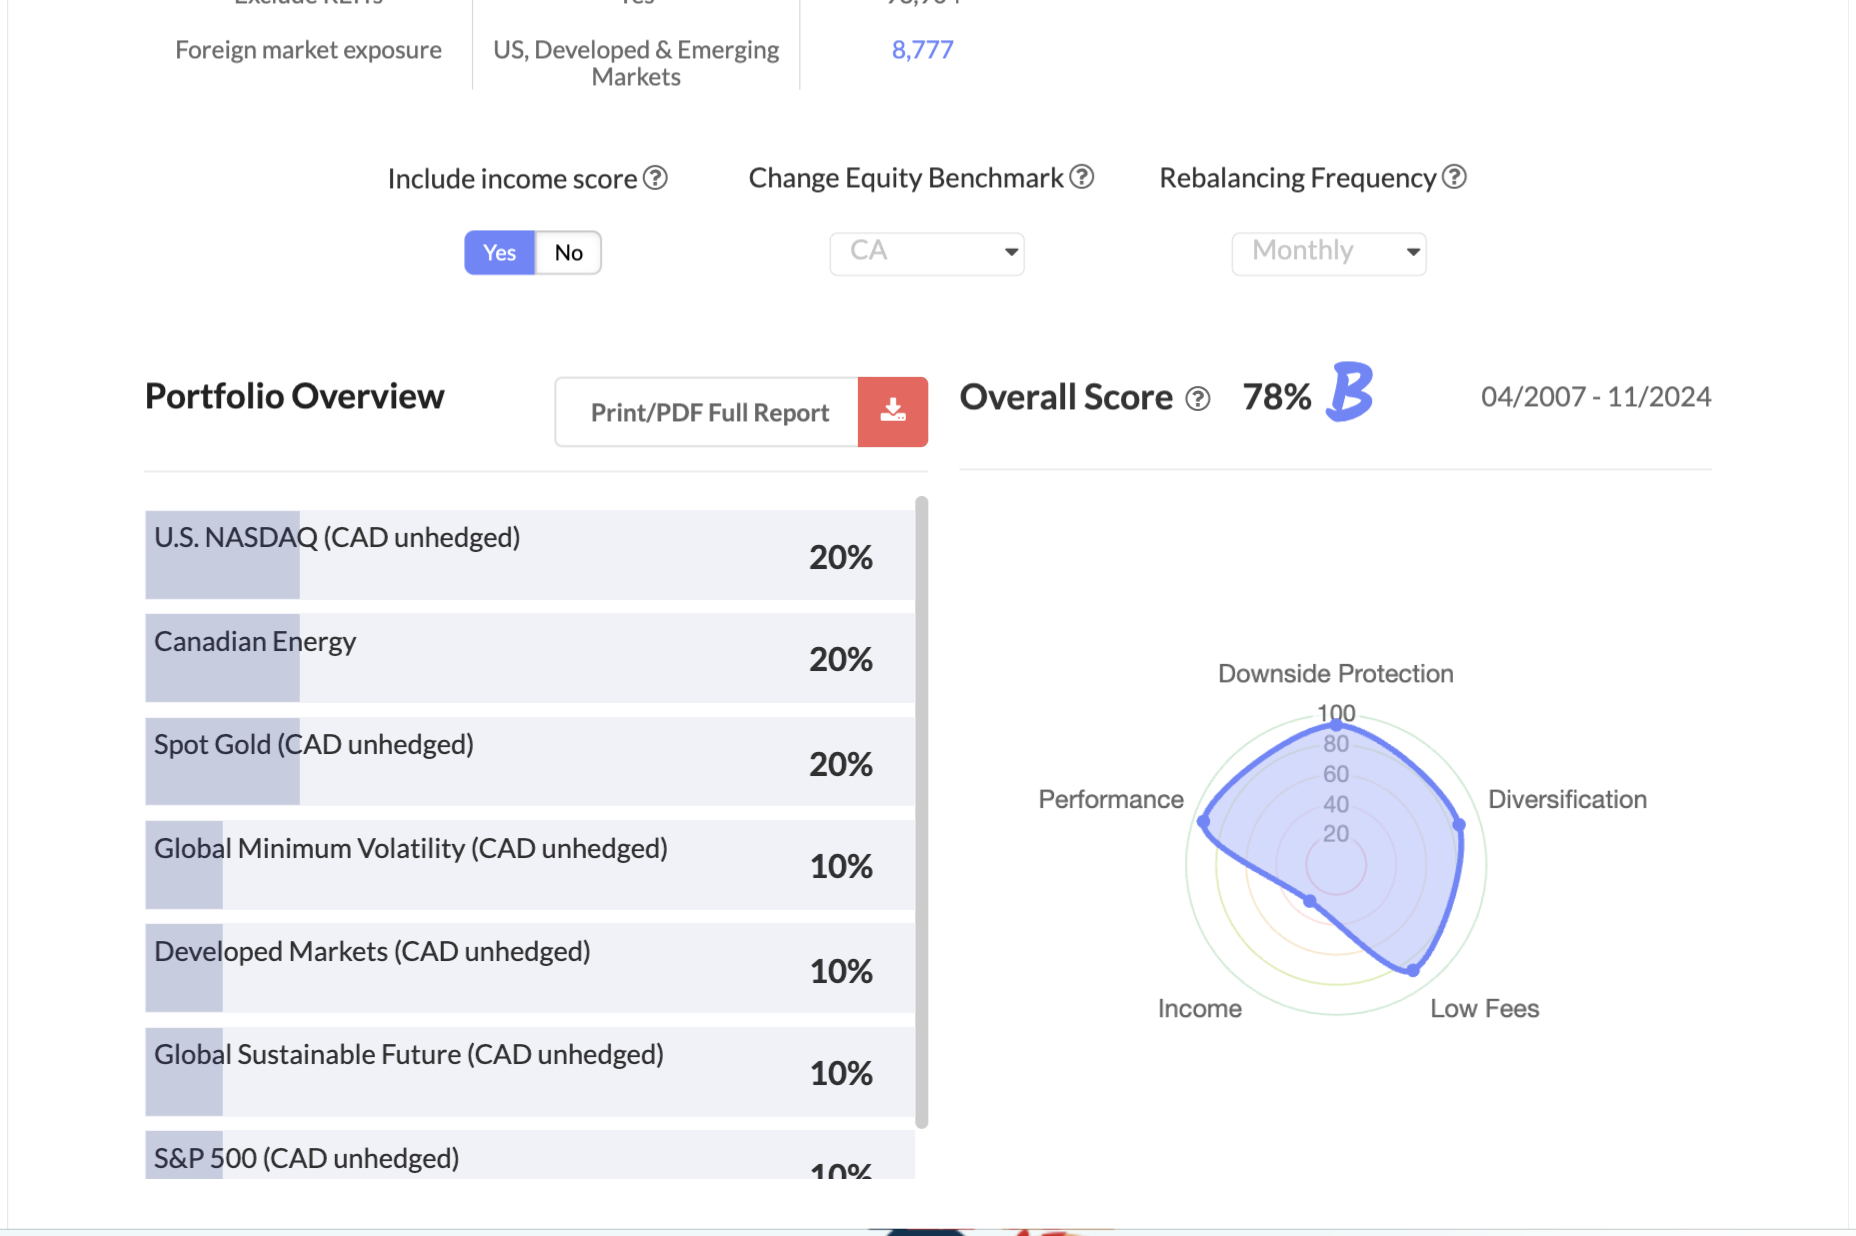 Exclude REITs Yes
Foreign market exposure US, Developed & Emerging Markets 8,777
Include income score ?
Change Equity Benchmark ?
Rebalancing Frequency ?
Yes No
CA
Monthly
Portfolio Overview
Print/PDF Full Report
Overall Score ? 78% B
04/2007 - 11/2024
U.S. NASDAQ (CAD unhedged) 20%
Canadian Energy 20%
Spot Gold (CAD unhedged) 20%
Global Minimum Volatility (CAD unhedged) 10%
Developed Markets (CAD unhedged) 10%
Global Sustainable Future (CAD unhedged) 10%
S&P 500 (CAD unhedged) 10%
Downside Protection
100
80
60
40
20
Performance
Diversification
Income
Low Fees